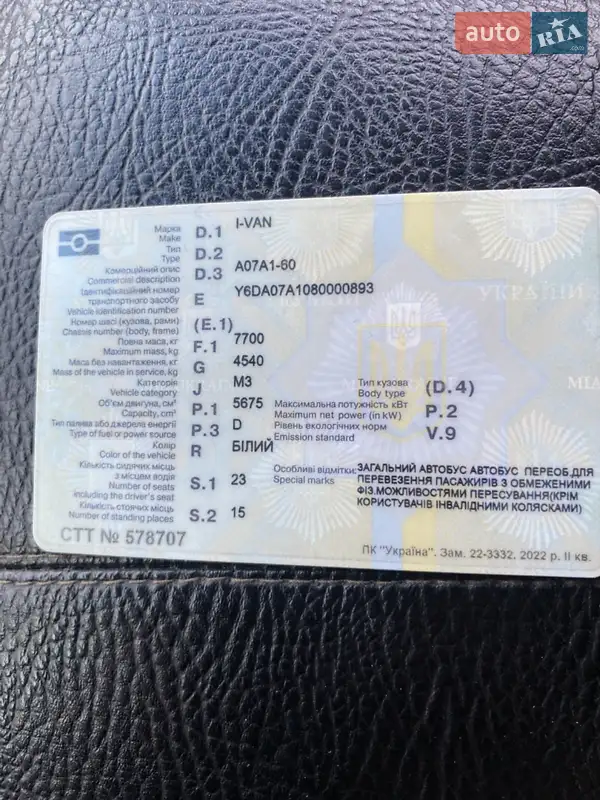 auto RIA .com
Марка D.1 I-VAN
Make
Тип D.2
Type
Комерційний опис D.3 A07A1-60
Commercial description
Ідентифікаційний номер E Y6DA07A1080000893
транспортного засобу
Vehicle identification number
Номер шасі (кузова, рами) (E.1)
Chassis number (body, frame)
Повна маса, кг F.1 7700
Maximum mass, kg
Маса без навантаження, кг G 4540
Mass of the vehicle in service, kg
Категорія J M3 Тип кузова (D.4)
Vehicle category Body type
Об'єм двигуна, см³ P.1 5675 Максимальна потужність кВт P.2
Capacity, cm³ Maximum net power (in kW)
Тип палива або джерела енергії P.3 D Рівень екологічних норм V.9
Type of fuel or power source Emission standard
Колір R БІЛИЙ
Color of the vehicle
Кількість сидячих місць S.1 23 Особливі відмітки: ЗАГАЛЬНИЙ АВТОБУС АВТОБУС ПЕРЕОБ.ДЛЯ
з місцем водія Special marks ПЕРЕВЕЗЕННЯ ПАСАЖИРІВ З ОБМЕЖЕНИМИ
Number of seats ФІЗ.МОЖЛИВОСТЯМИ ПЕРЕСУВАННЯ(КРІМ
including the driver's seat КОРИСТУВАЧІВ ІНВАЛІДНИМИ КОЛЯСКАМИ)
Кількість стоячих місць S.2 15
Number of standing places
СТТ № 578707
ПК "Україна". Зам. 22-3332. 2022 р. II кв.